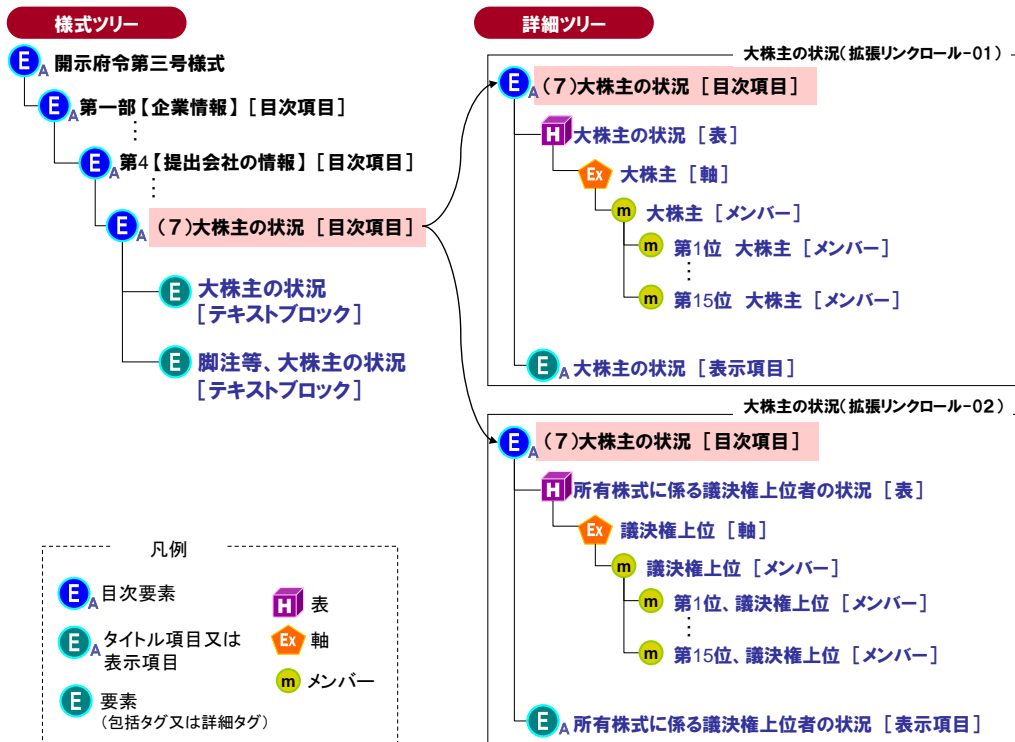 様式ツリー
E A 開示府令第三号様式
E A 第一部【企業情報】 [目次項目]
⋮
E A 第4【提出会社の情報】 [目次項目]
⋮
E A (7)大株主の状況 [目次項目]
E 大株主の状況
[テキストブロック]
E 脚注等、大株主の状況
[テキストブロック]
凡例
E A 目次要素
E A タイトル項目又は
表示項目
E 要素
(包括タグ又は詳細タグ)
H 表
Ex 軸
m メンバー
詳細ツリー
大株主の状況(拡張リンクロール-01)
E A (7)大株主の状況 [目次項目]
H 大株主の状況 [表]
Ex 大株主 [軸]
m 大株主 [メンバー]
m 第1位 大株主 [メンバー]
⋮
m 第15位 大株主 [メンバー]
E A 大株主の状況 [表示項目]
大株主の状況(拡張リンクロール-02)
E A (7)大株主の状況 [目次項目]
H 所有株式に係る議決権上位者の状況 [表]
Ex 議決権上位 [軸]
m 議決権上位 [メンバー]
m 第1位、議決権上位 [メンバー]
⋮
m 第15位、議決権上位 [メンバー]
E A 所有株式に係る議決権上位者の状況 [表示項目]